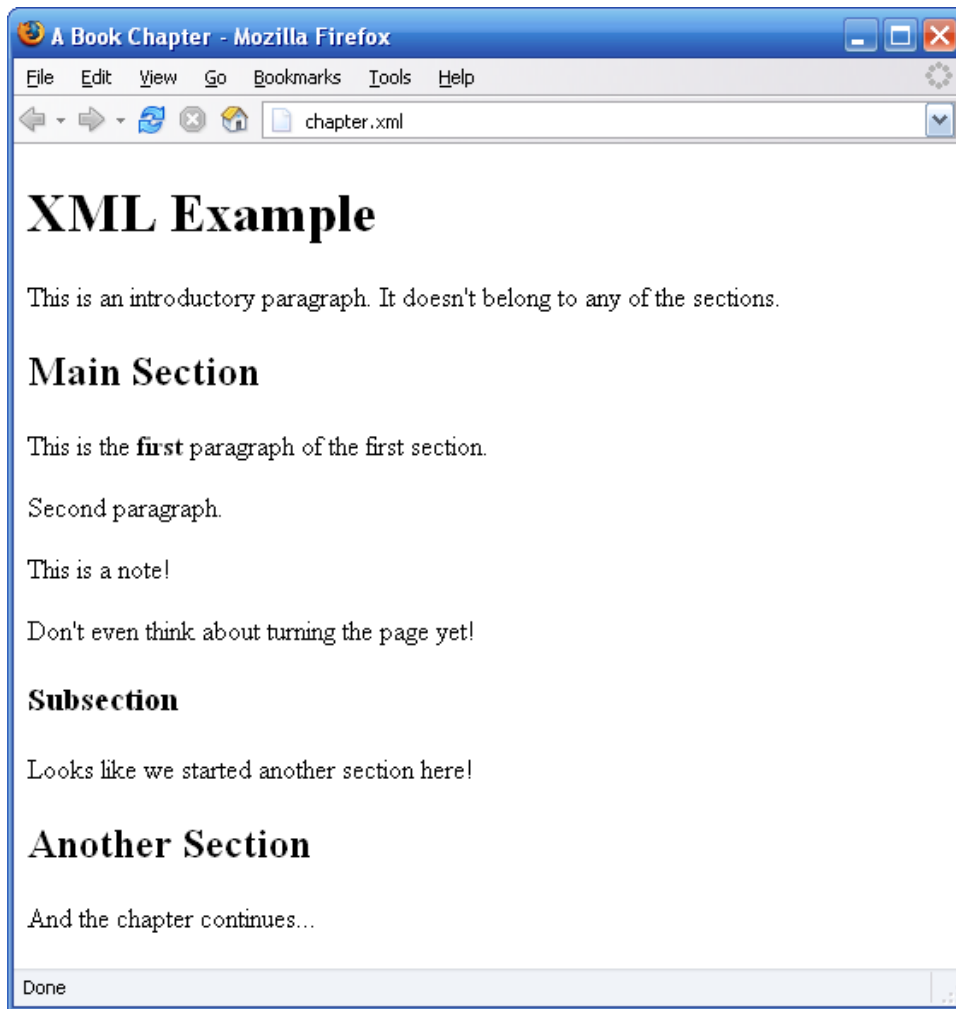 A Book Chapter - Mozilla Firefox
File Edit View Go Bookmarks Tools Help
chapter.xml
XML Example
This is an introductory paragraph. It doesn't belong to any of the sections.
Main Section
This is the first paragraph of the first section.
Second paragraph.
This is a note!
Don't even think about turning the page yet!
Subsection
Looks like we started another section here!
Another Section
And the chapter continues...
Done